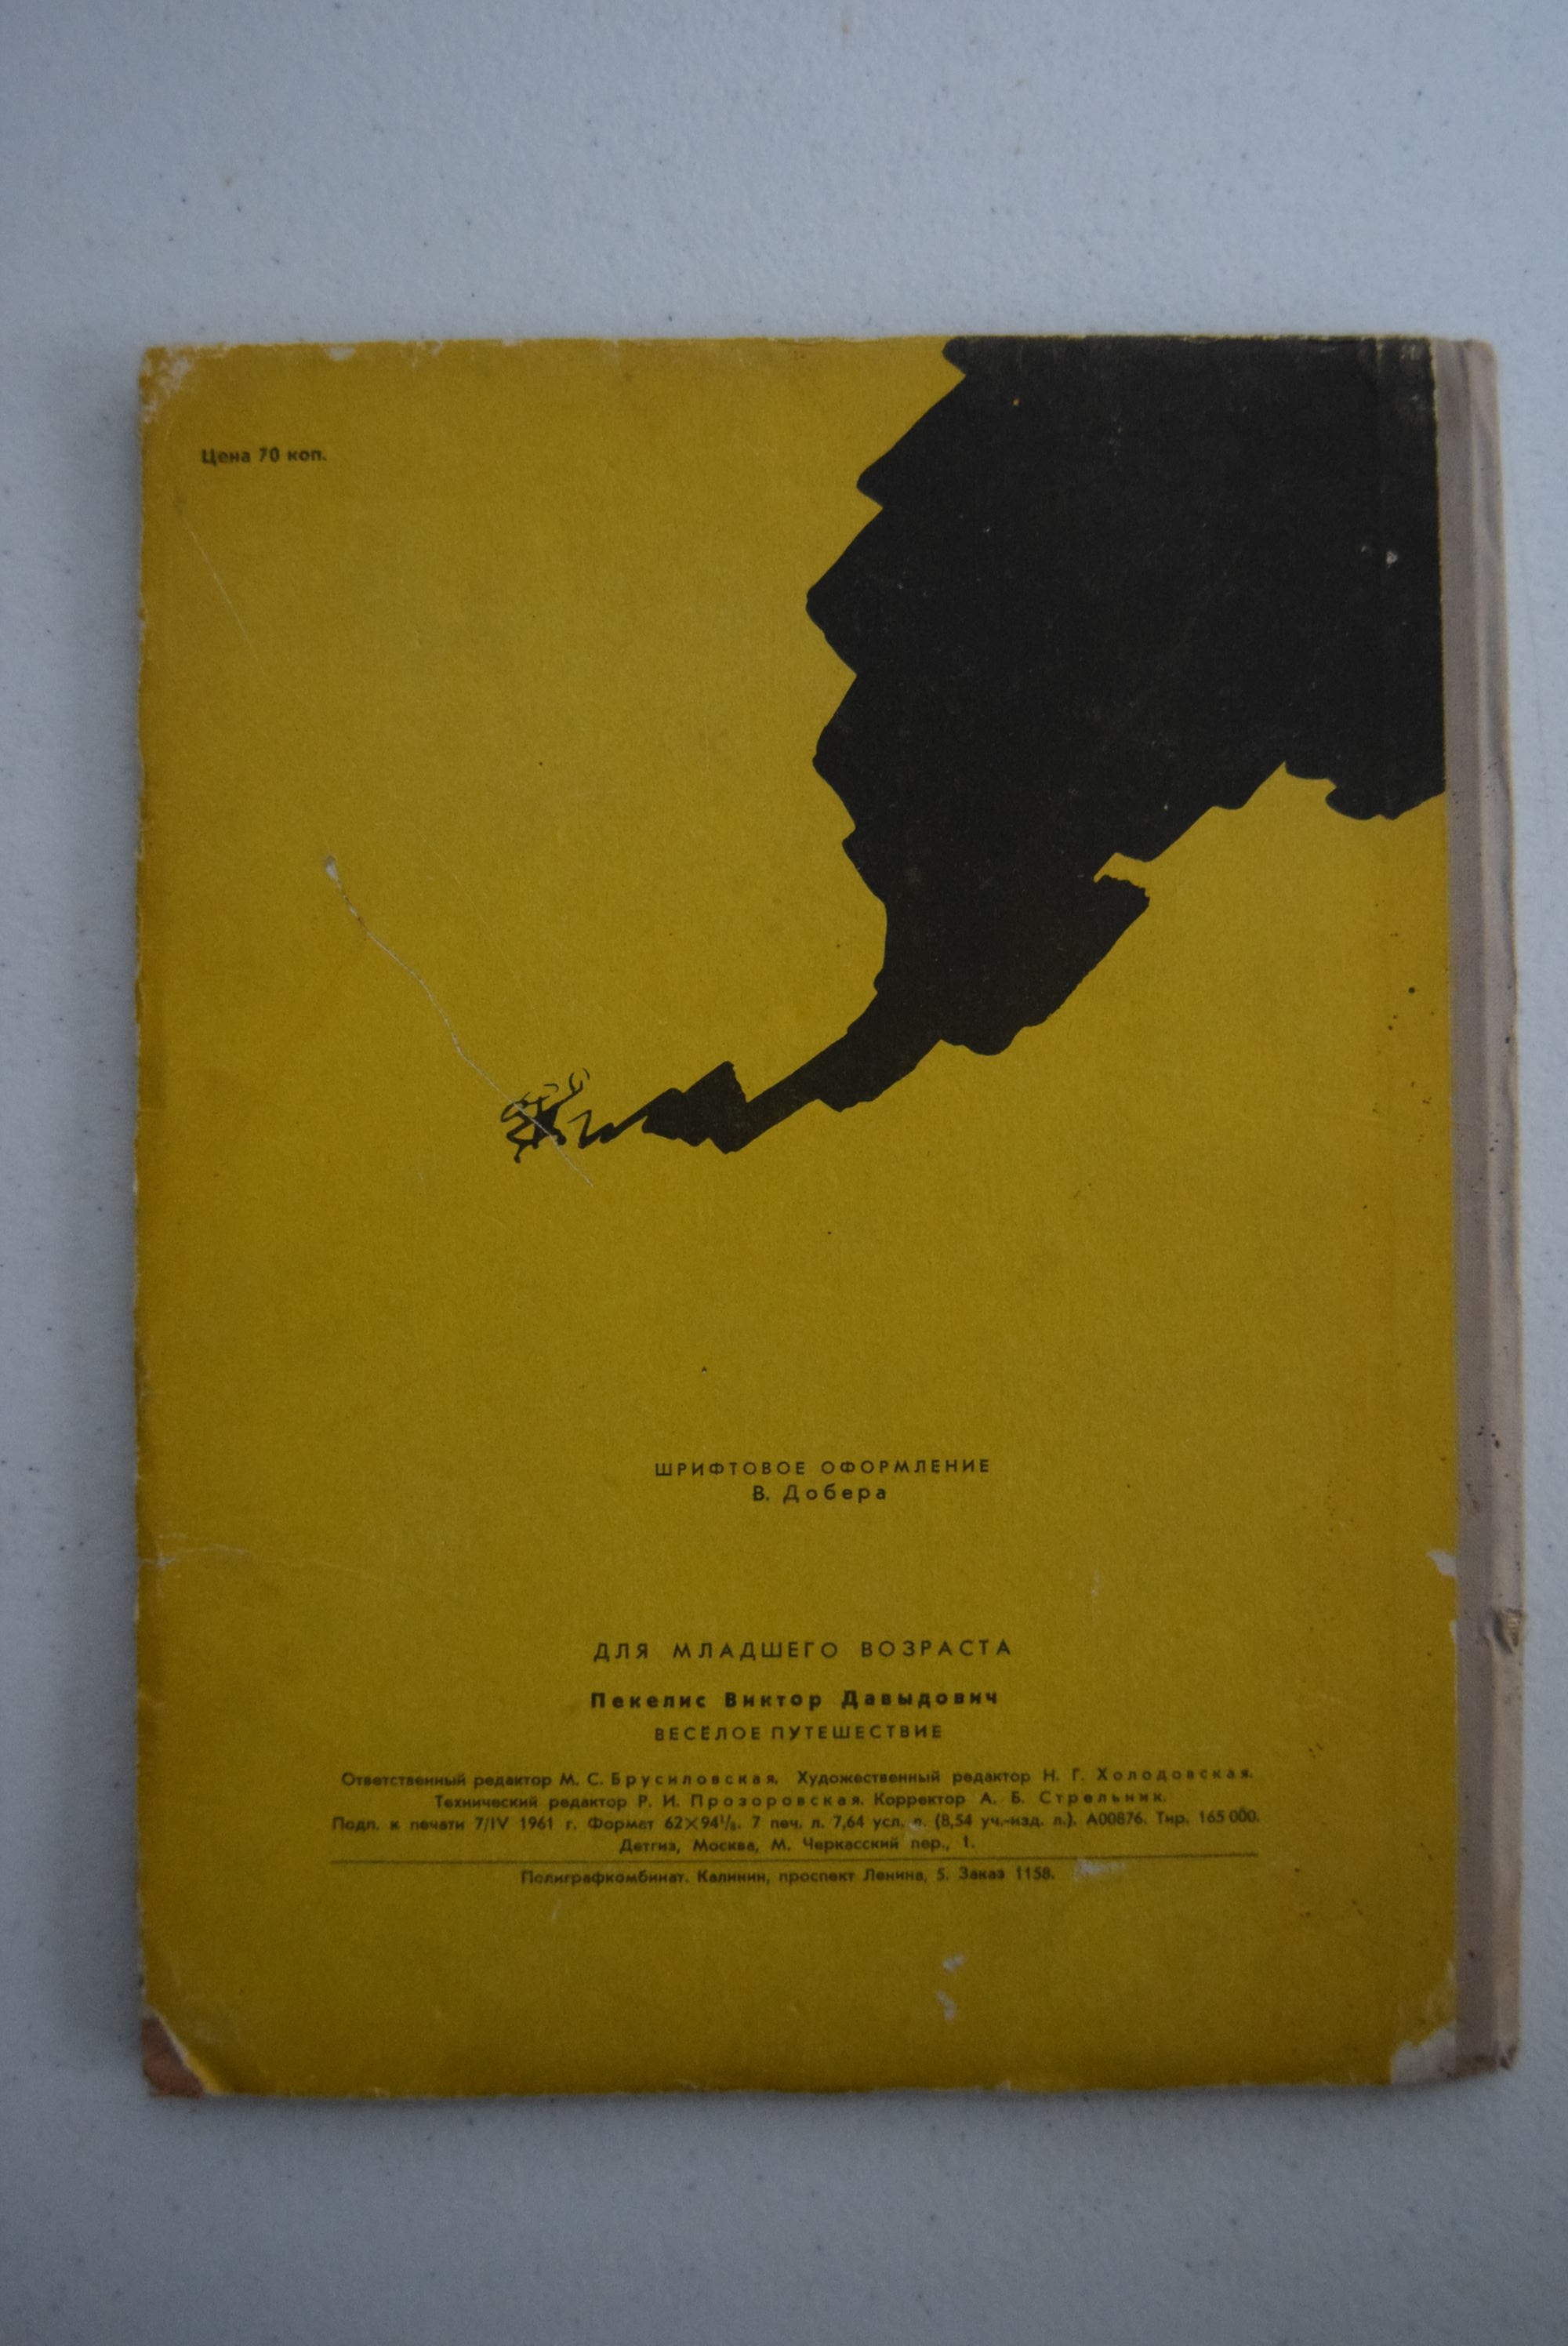 Цена 70 коп.
ШРИФТОВОЕ ОФОРМЛЕНИЕ
В. Добера
ДЛЯ МЛАДШЕГО ВОЗРАСТА
Пекелис Виктор Давыдович
ВЕСЁЛОЕ ПУТЕШЕСТВИЕ
Ответственный редактор М. С. Брусиловская. Художественный редактор Н. Г. Холодовская.
Технический редактор Р. И. Прозоровская. Корректор А. Б. Стрельник.
Подп. к печати 7/IV 1961 г. Формат 62×94⅛. 7 печ. л. 7,64 усл. п. (8,54 уч.-изд. л.). А00876. Тир. 165 000.
Детгиз, Москва, М. Черкасский пер., 1.
Полиграфкомбинат. Калинин, проспект Ленина, 5. Заказ 1158.